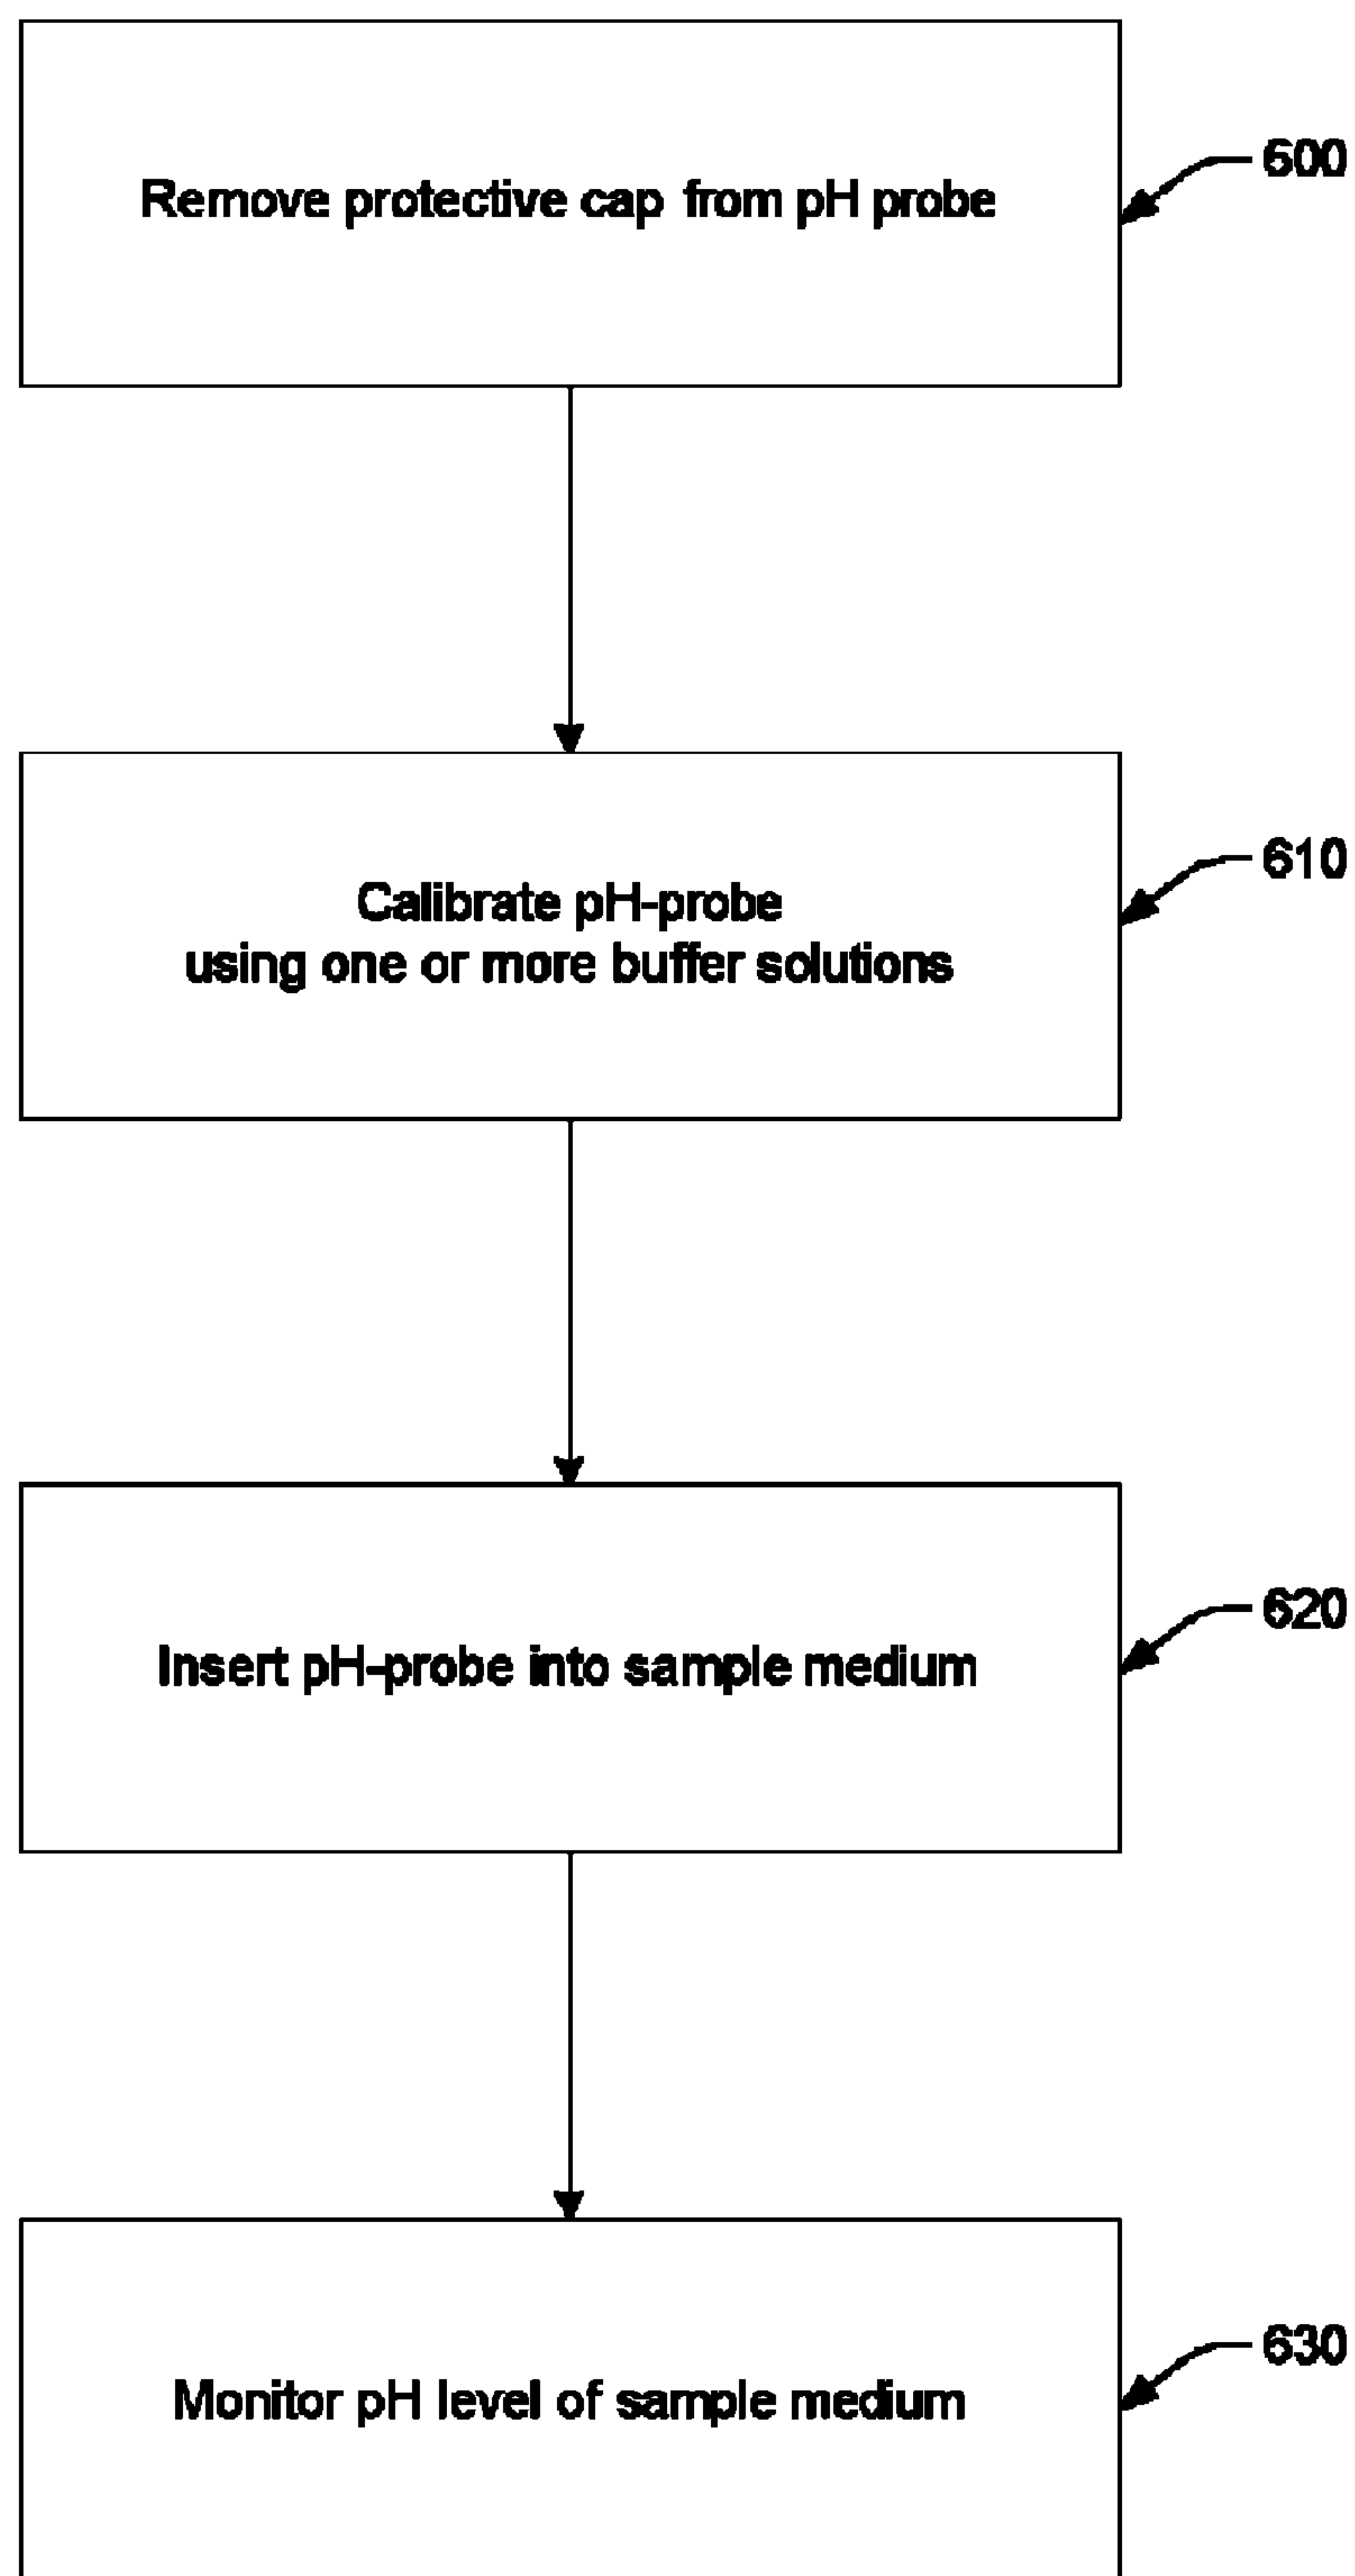 Remove protective cap from pH probe
600
Calibrate pH-probe
using one or more buffer solutions
610
Insert pH-probe into sample medium
620
Monitor pH level of sample medium
630